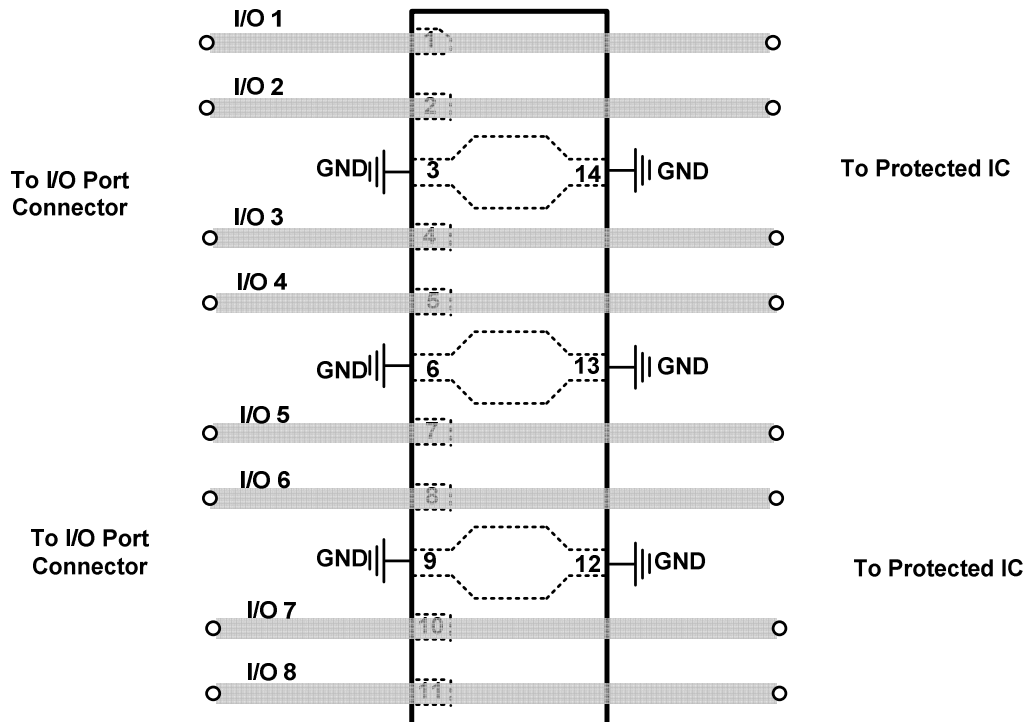 I/O 1
1
I/O 2
2
GND 3 14 GND
To I/O Port
Connector
To Protected IC
I/O 3
4
I/O 4
5
GND 6 13 GND
I/O 5
7
I/O 6
8
To I/O Port
Connector
GND 9 12 GND
To Protected IC
I/O 7
10
I/O 8
11